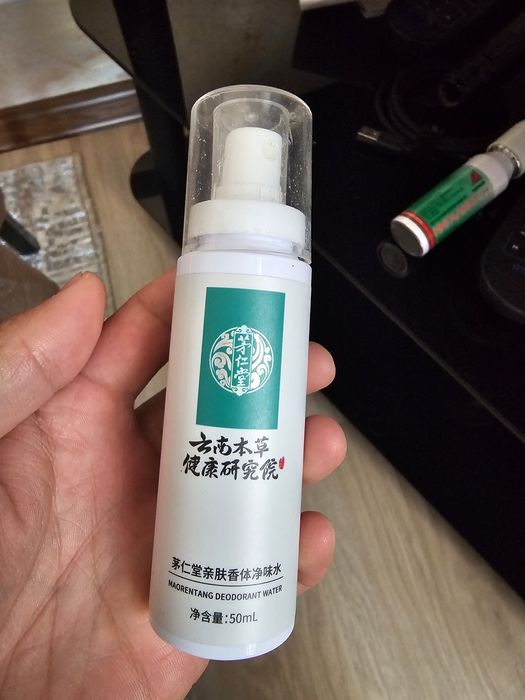 茅仁堂
云南本草
健康研究院
茅仁堂亲肤香体净味水
MAORENTANG DEODORANT WATER
净含量:50mL